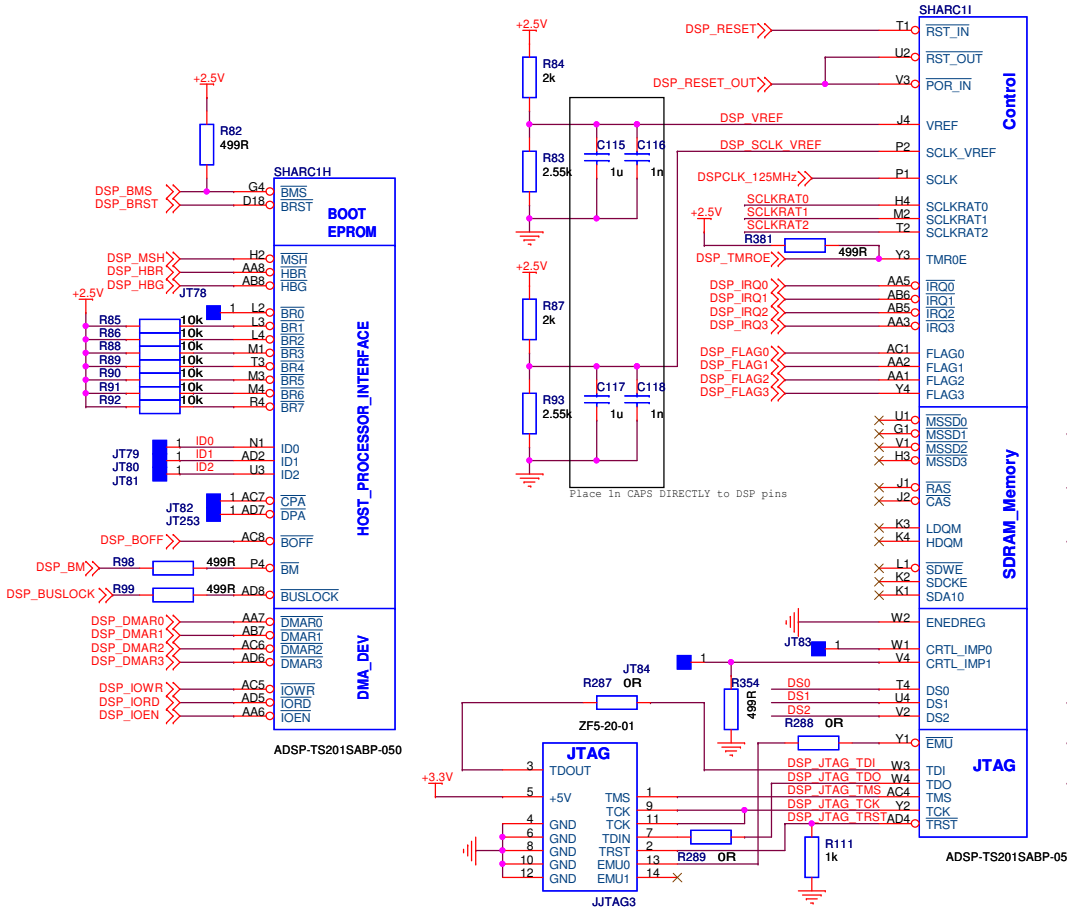 SHARC1H
+2.5V
R82
499R
DSP_BMS
G4
BMS
DSP_BRST
D18
BRST
BOOT
EPROM
DSP_MSH
H2
MSH
DSP_HBR
AA8
HBR
DSP_HBG
AB8
HBG
JT78
1
L2
BR0
+2.5V
R85
10k
L3
BR1
R86
10k
L4
BR2
R88
10k
M1
BR3
R89
10k
T3
BR4
R90
10k
M3
BR5
R91
10k
M4
BR6
R92
10k
R4
BR7
HOST_PROCESSOR_INTERFACE
JT79
1
ID0
N1
ID0
JT80
1
ID1
AD2
ID1
JT81
1
ID2
U3
ID2
JT82
1
AC7
CPA
JT253
1
AD7
DPA
DSP_BOFF
AC8
BOFF
DSP_BM
R98
499R
P4
BM
DSP_BUSLOCK
R99
499R
AD8
BUSLOCK
DSP_DMAR0
AA7
DMAR0
DSP_DMAR1
AB7
DMAR1
DSP_DMAR2
AC6
DMAR2
DSP_DMAR3
AD6
DMAR3
DMA_DEV
DSP_IOWR
AC5
IOWR
DSP_IORD
AD5
IORD
DSP_IOEN
AA6
IOEN
ADSP-TS201SABP-050
+2.5V
R84
2k
R83
2.55k
C115
1u
C116
1n
+2.5V
R87
2k
R93
2.55k
C117
1u
C118
1n
Place 1n CAPS DIRECTLY to DSP pins
SHARC1I
DSP_RESET
T1
RST_IN
U2
RST_OUT
DSP_RESET_OUT
V3
POR_IN
Control
DSP_VREF
J4
VREF
DSP_SCLK_VREF
P2
SCLK_VREF
DSPCLK_125MHz
P1
SCLK
SCLKRAT0
H4
SCLKRAT0
SCLKRAT1
M2
SCLKRAT1
SCLKRAT2
T2
SCLKRAT2
+2.5V
R381
499R
DSP_TMROE
Y3
TMR0E
DSP_IRQ0
AA5
IRQ0
DSP_IRQ1
AB6
IRQ1
DSP_IRQ2
AB5
IRQ2
DSP_IRQ3
AA3
IRQ3
DSP_FLAG0
AC1
FLAG0
DSP_FLAG1
AA2
FLAG1
DSP_FLAG2
AA1
FLAG2
DSP_FLAG3
Y4
FLAG3
U1
MSSD0
G1
MSSD1
V1
MSSD2
H3
MSSD3
J1
RAS
J2
CAS
SDRAM_Memory
K3
LDQM
K4
HDQM
L1
SDWE
K2
SDCKE
K1
SDA10
W2
ENEDREG
JT83
1
W1
CRTL_IMP0
1
V4
CRTL_IMP1
JT84
R354
499R
DS0
T4
DS0
DS1
U4
DS1
DS2
V2
DS2
R287
0R
R288
0R
Y1
EMU
DSP_JTAG_TDI
W3
TDI
DSP_JTAG_TDO
W4
TDO
DSP_JTAG_TMS
AC4
TMS
DSP_JTAG_TCK
Y2
TCK
DSP_JTAG_TRST
AD4
TRST
JTAG
R111
1k
ADSP-TS201SABP-05
ZF5-20-01
JTAG
3
TDOUT
+3.3V
5
+5V
TMS
1
TCK
9
4
GND
TCK
11
6
GND
TDIN
7
8
GND
TRST
2
10
GND
EMU0
13
12
GND
EMU1
14
R289
0R
JJTAG3